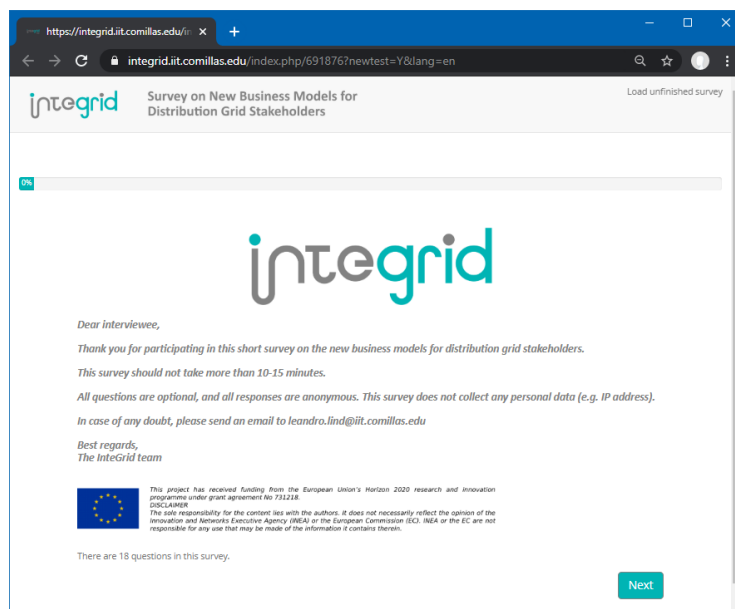 https://integrid.iit.comillas.edu/in
integrid.iit.comillas.edu/index.php/691876?newtest=Y&lang=en
integrid
Survey on New Business Models for
Distribution Grid Stakeholders
Load unfinished survey
0%
integrid
Dear interviewee,
Thank you for participating in this short survey on the new business models for distribution grid stakeholders.
This survey should not take more than 10-15 minutes.
All questions are optional, and all responses are anonymous. This survey does not collect any personal data (e.g. IP address).
In case of any doubt, please send an email to leandro.lind@iit.comillas.edu
Best regards,
The InteGrid team
This project has received funding from the European Union's Horizon 2020 research and innovation
programme under grant agreement No 731218.
DISCLAIMER
The sole responsibility for the content lies with the authors. It does not necessarily reflect the opinion of the
Innovation and Networks Executive Agency (INEA) or the European Commission (EC). INEA or the EC are not
responsible for any use that may be made of the information it contains therein.
There are 18 questions in this survey.
Next